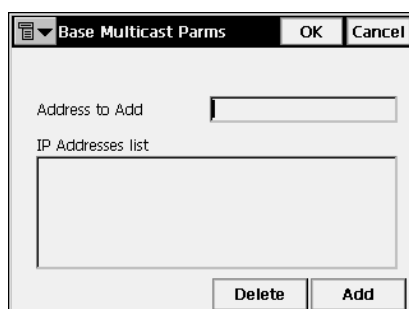 Base Multicast Parms OK Cancel
Address to Add
IP Addresses list
Delete Add